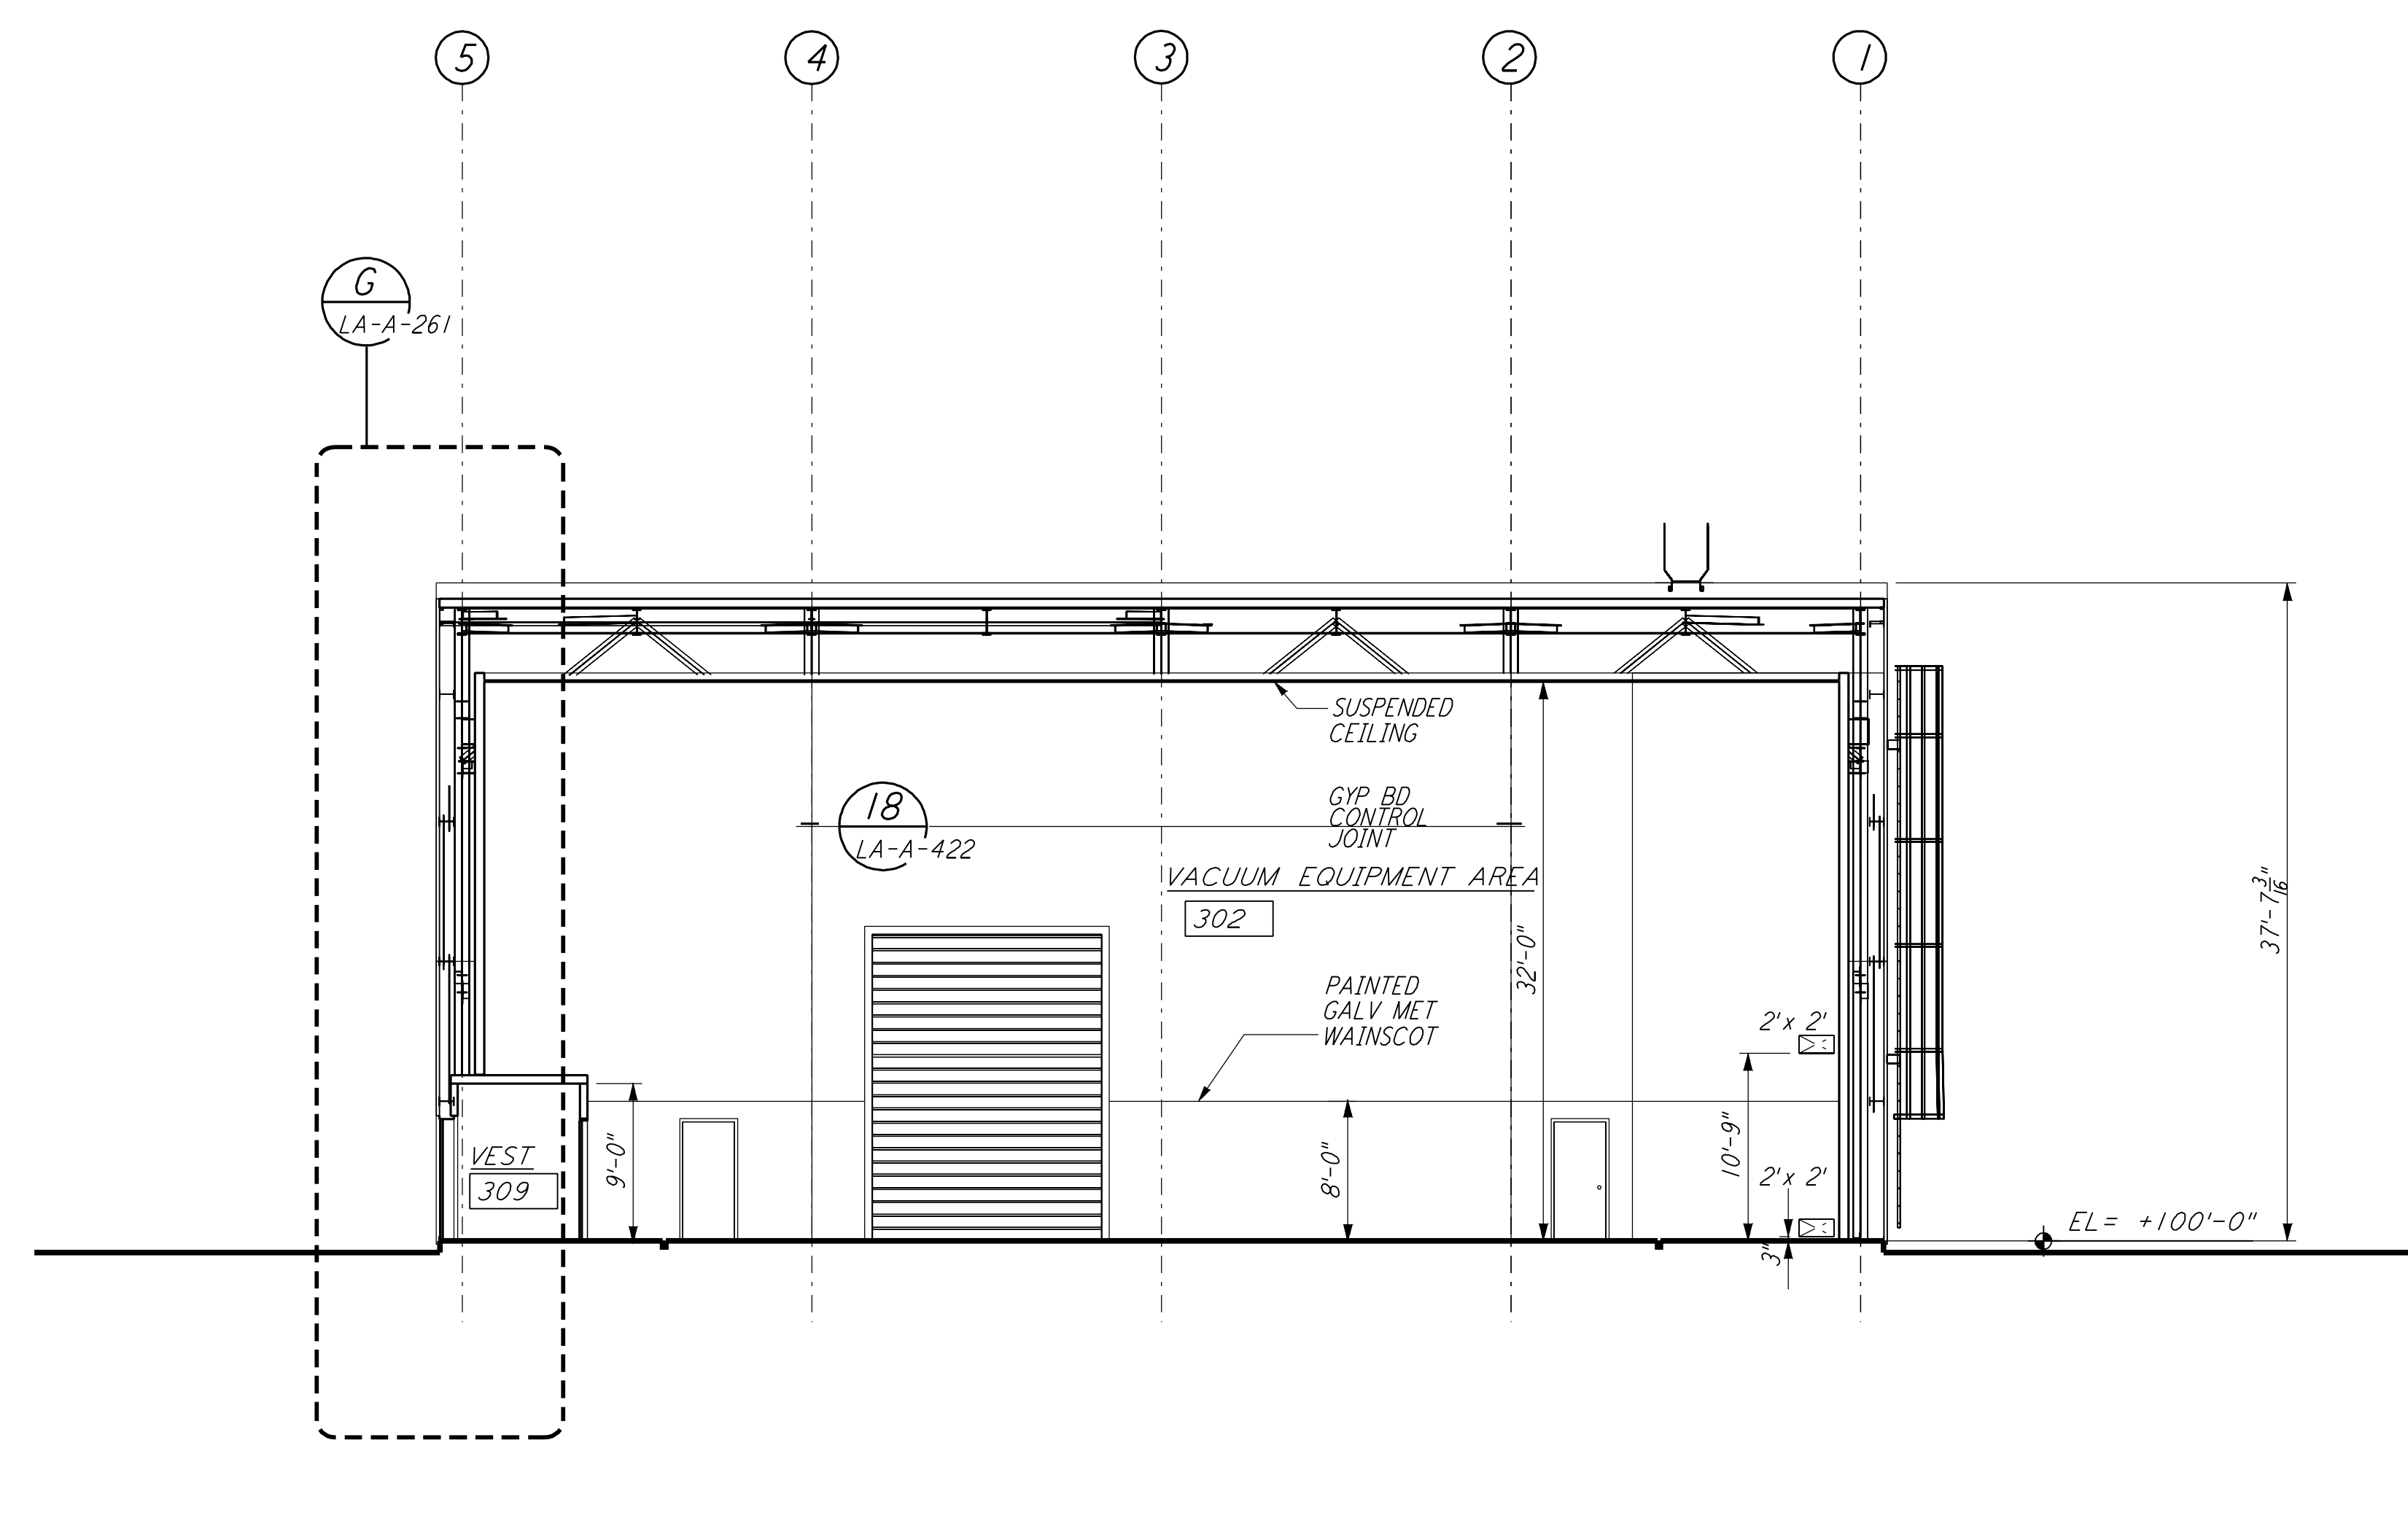 5
4
3
2
1
G
LA-A-261
SUSPENDED
CEILING
GYP BD
CONTROL
JOINT
18
LA-A-422
VACUUM EQUIPMENT AREA
302
32'-0"
37'-7 3/16"
PAINTED
GALV MET
WAINSCOT
2' x 2'
10'-9"
VEST
309
9'-0"
8'-0"
2' x 2'
3"
EL= +100'-0"